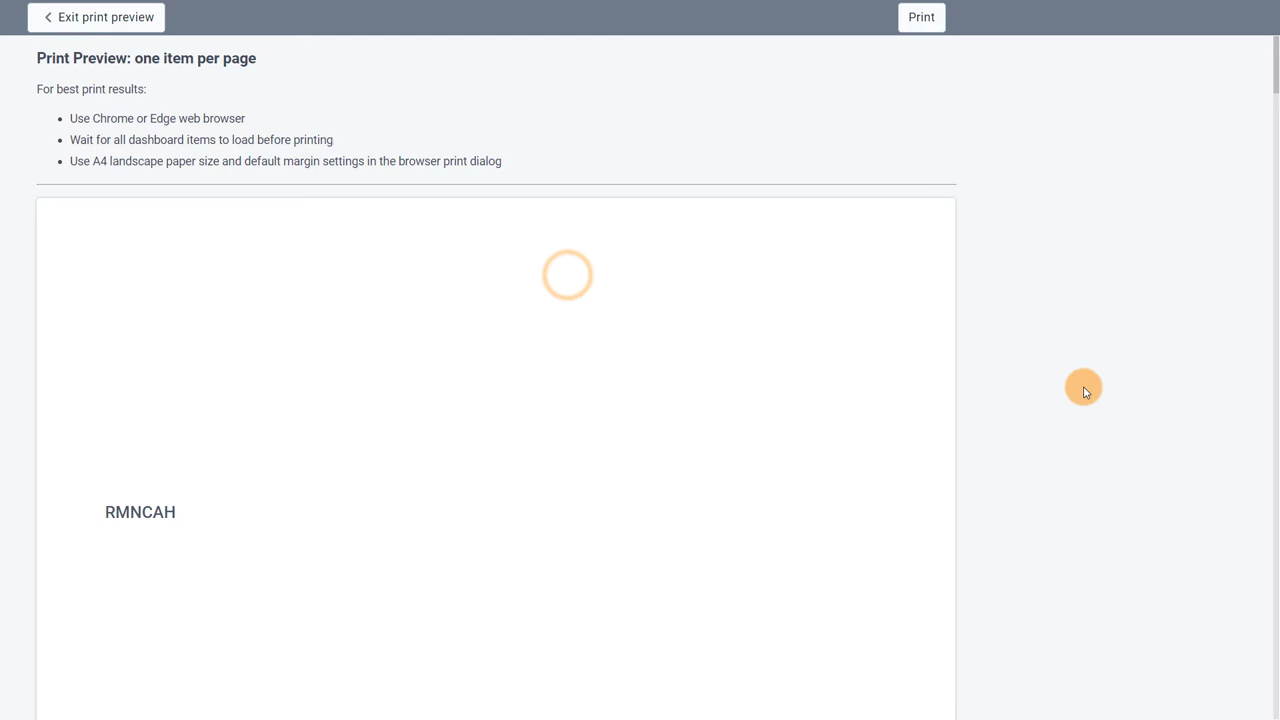 Exit print preview
Print
Print Preview: one item per page
For best print results:
Use Chrome or Edge web browser
Wait for all dashboard items to load before printing
Use A4 landscape paper size and default margin settings in the browser print dialog
RMNCAH